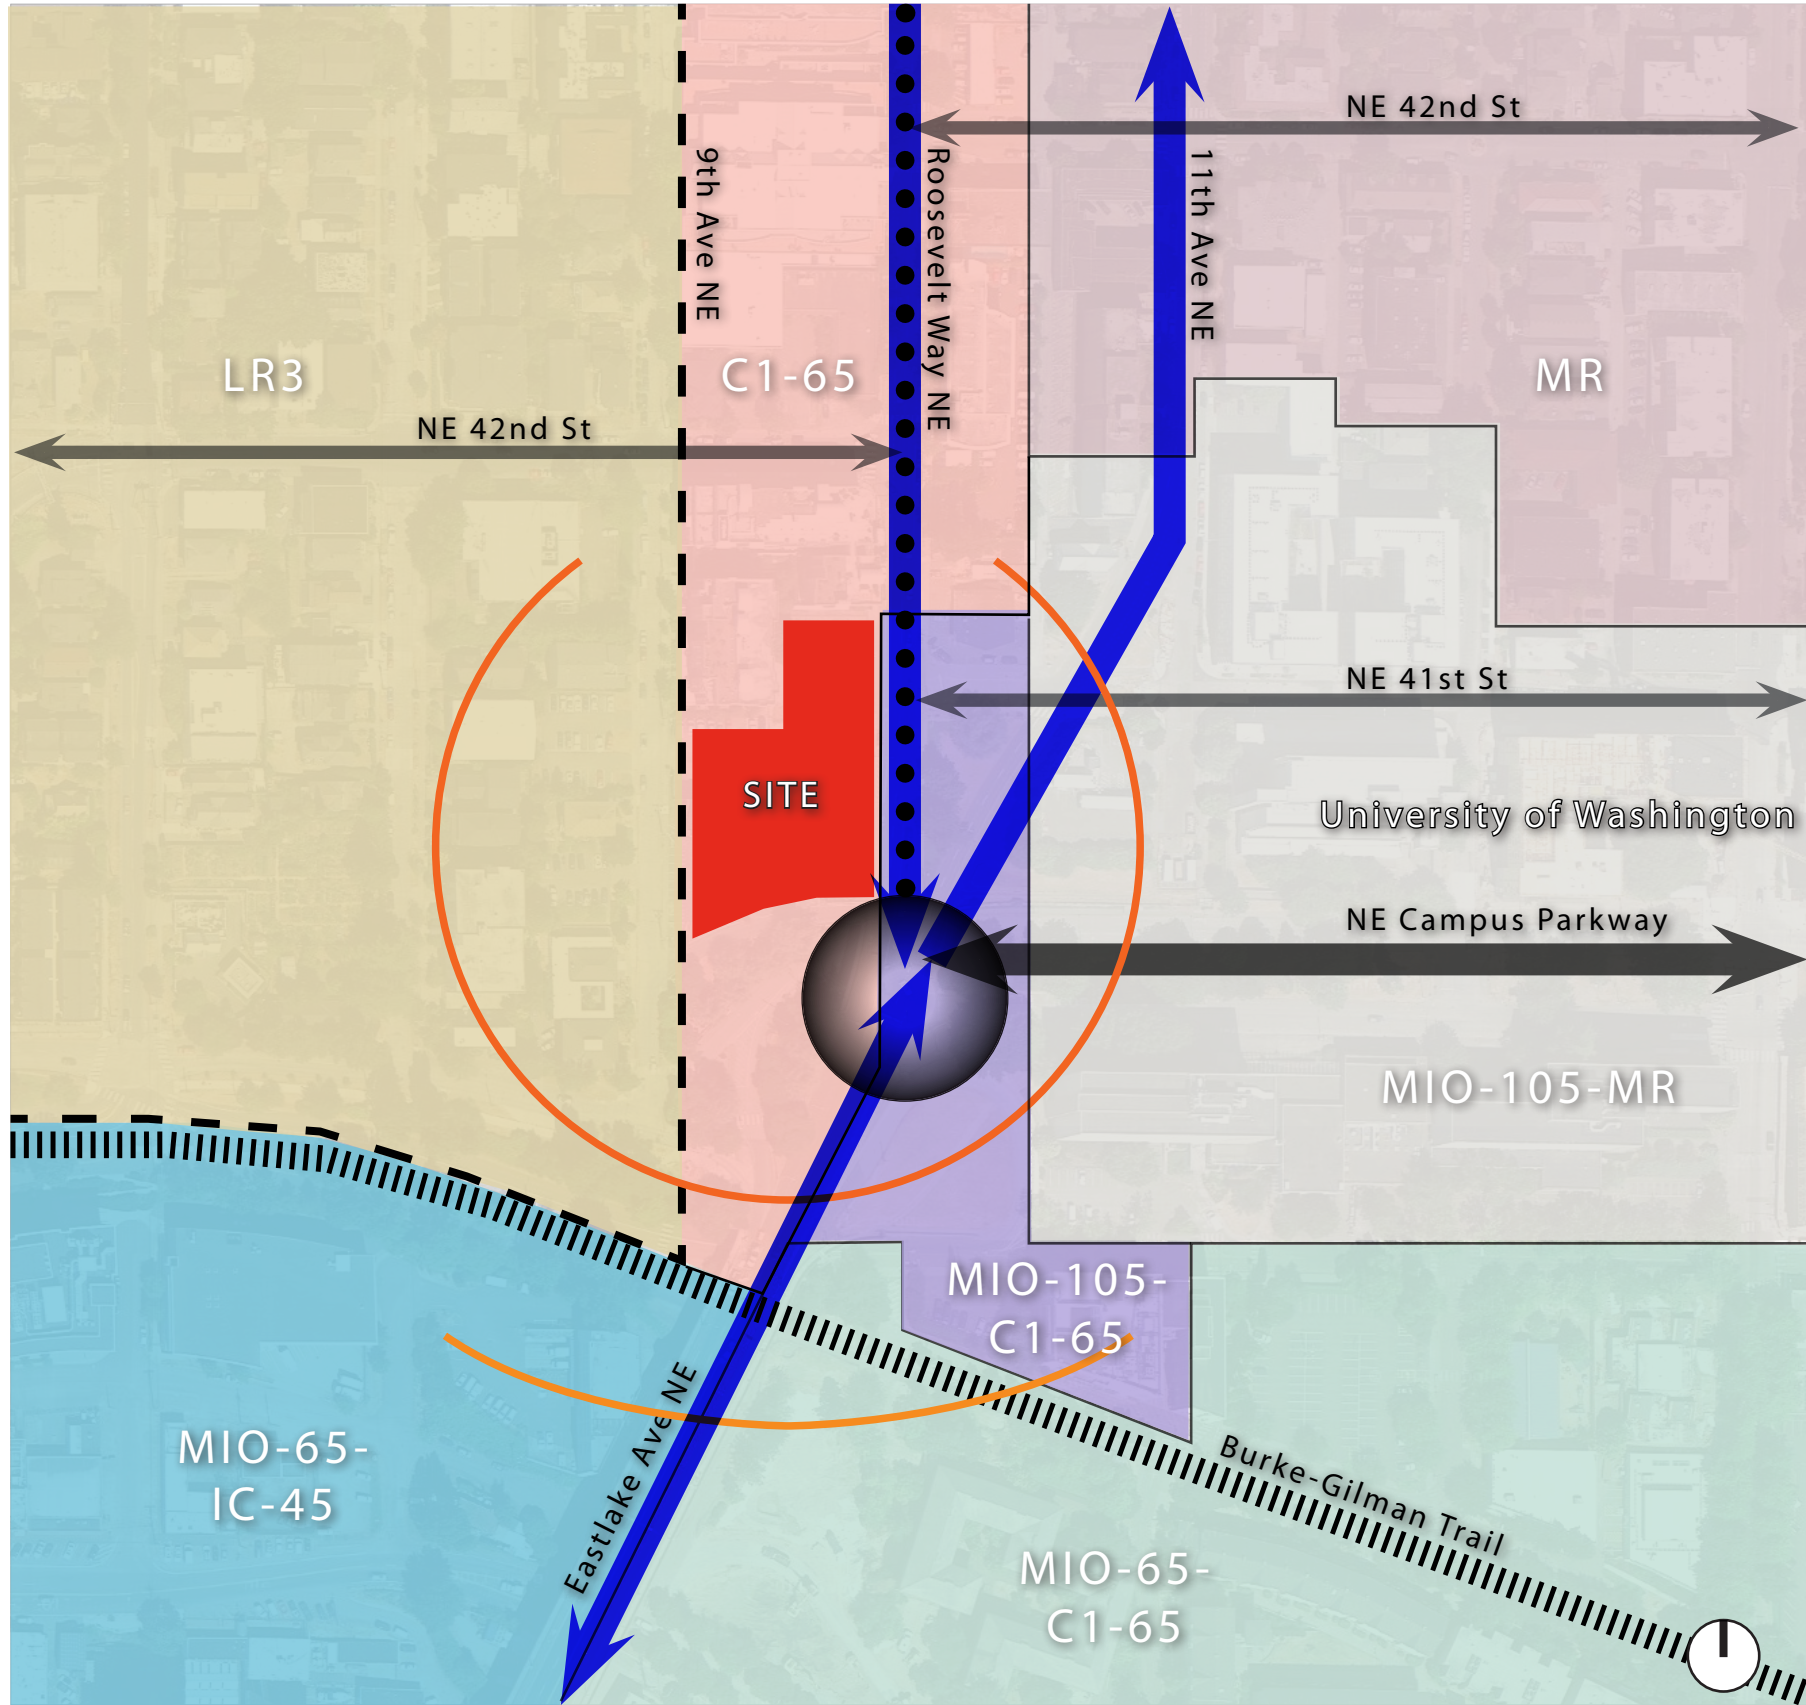 NE 42nd St
9th Ave NE
Roosevelt Way NE
11th Ave NE
LR3
C1-65
MR
NE 42nd St
NE 41st St
SITE
University of Washington
NE Campus Parkway
MIO-105-MR
MIO-105-
C1-65
Eastlake Ave NE
MIO-65-
IC-45
Burke-Gilman Trail
MIO-65-
C1-65